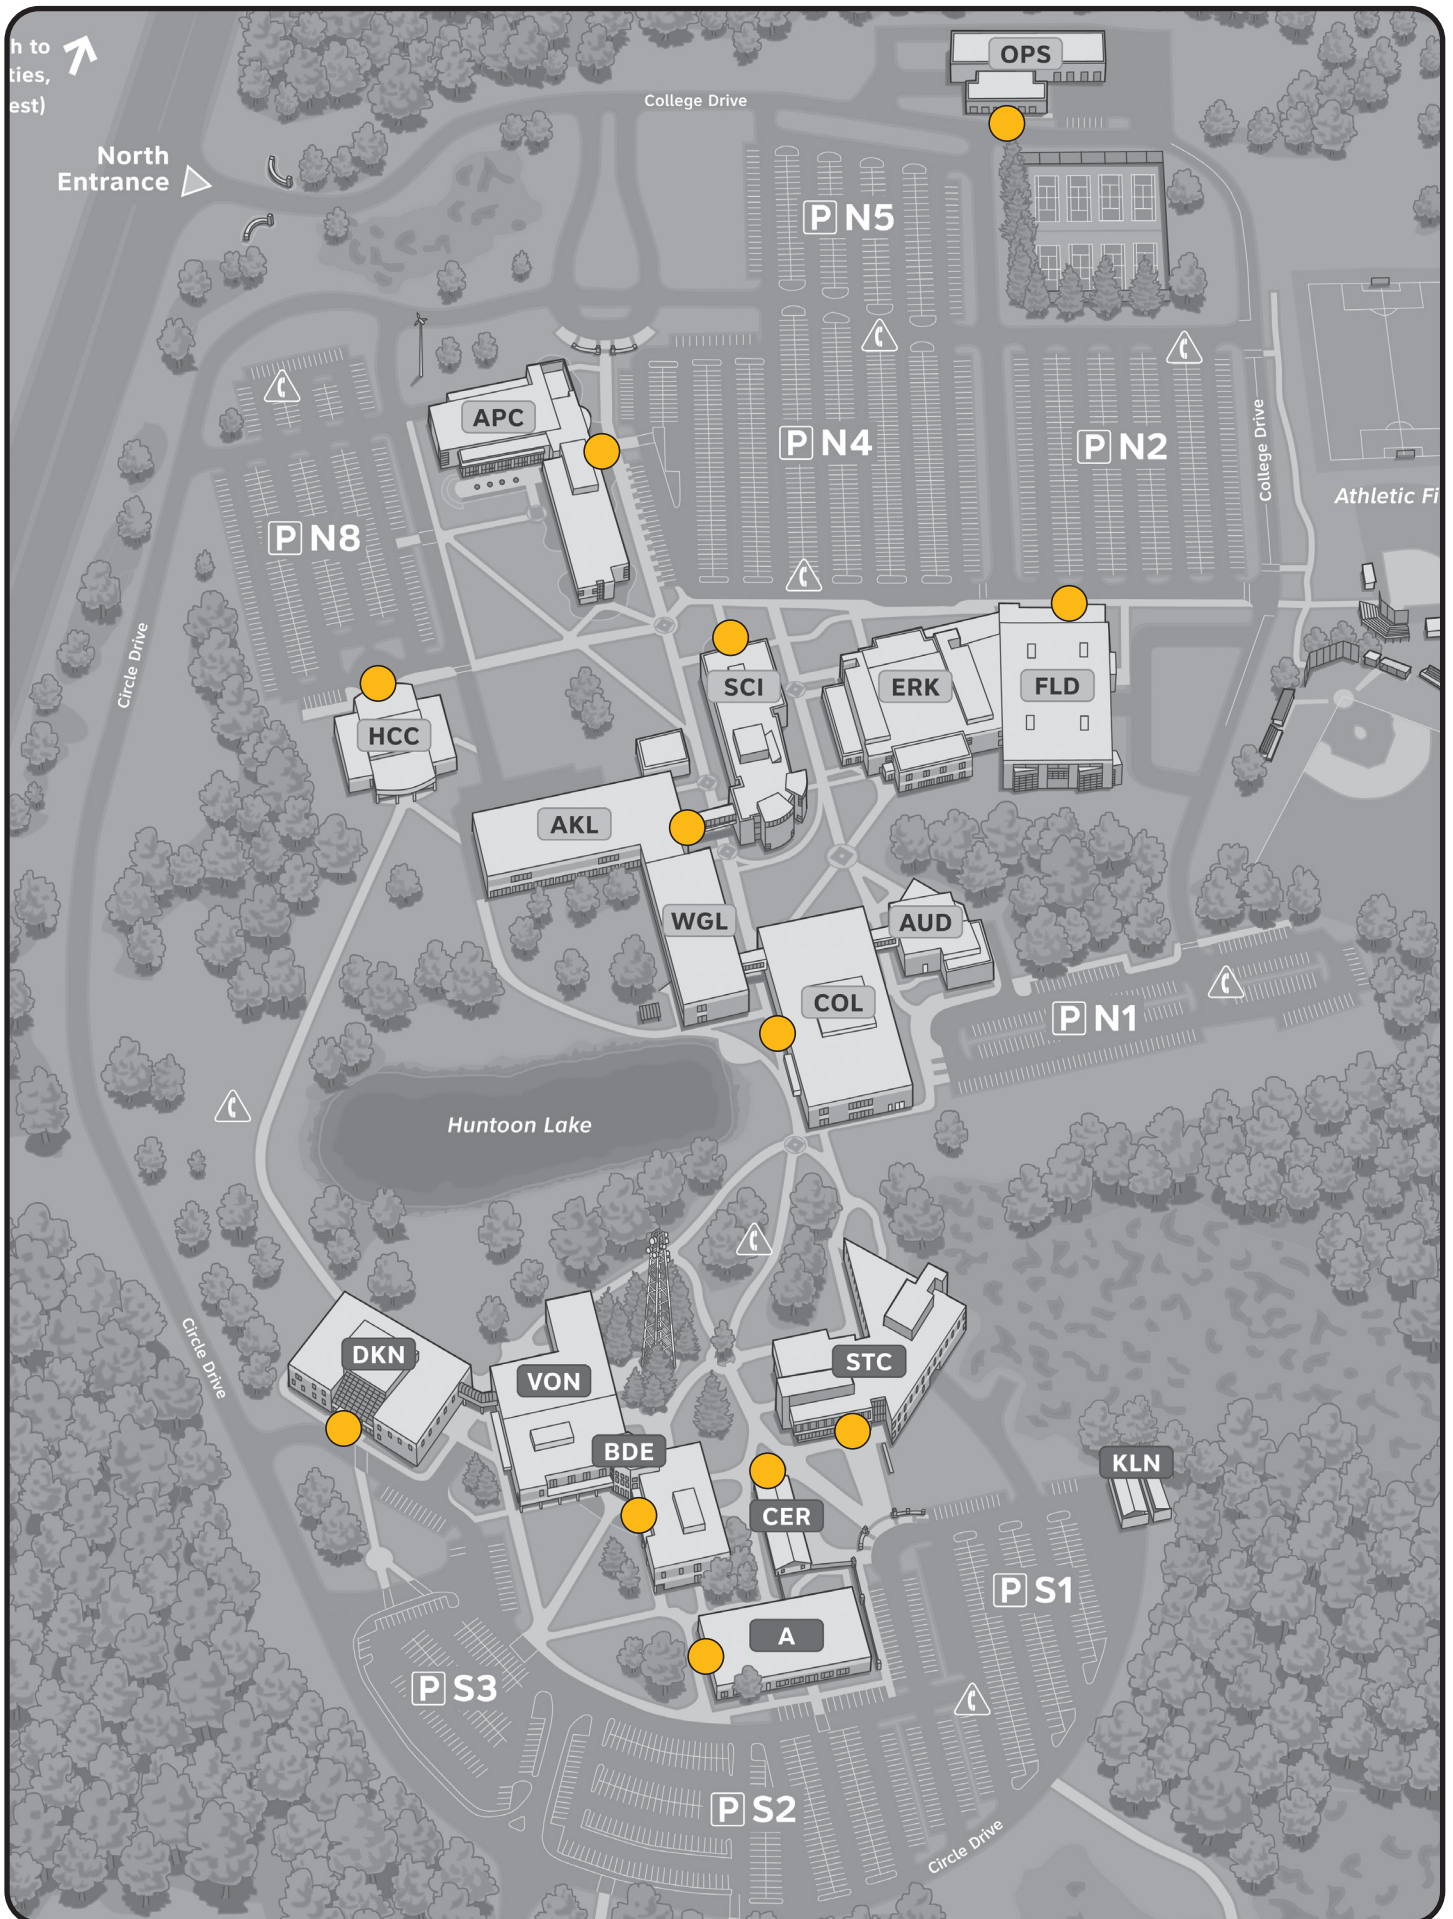 h to
ties,
est)
OPS
College Drive
North
Entrance
P N5
APC
P N4
P N2
College Drive
Athletic Fi
P N8
Circle Drive
SCI
ERK
FLD
HCC
AKL
WGL
AUD
COL
P N1
Huntoon Lake
Circle Drive
DKN
VON
STC
BDE
KLN
CER
P S1
A
P S3
P S2
Circle Drive